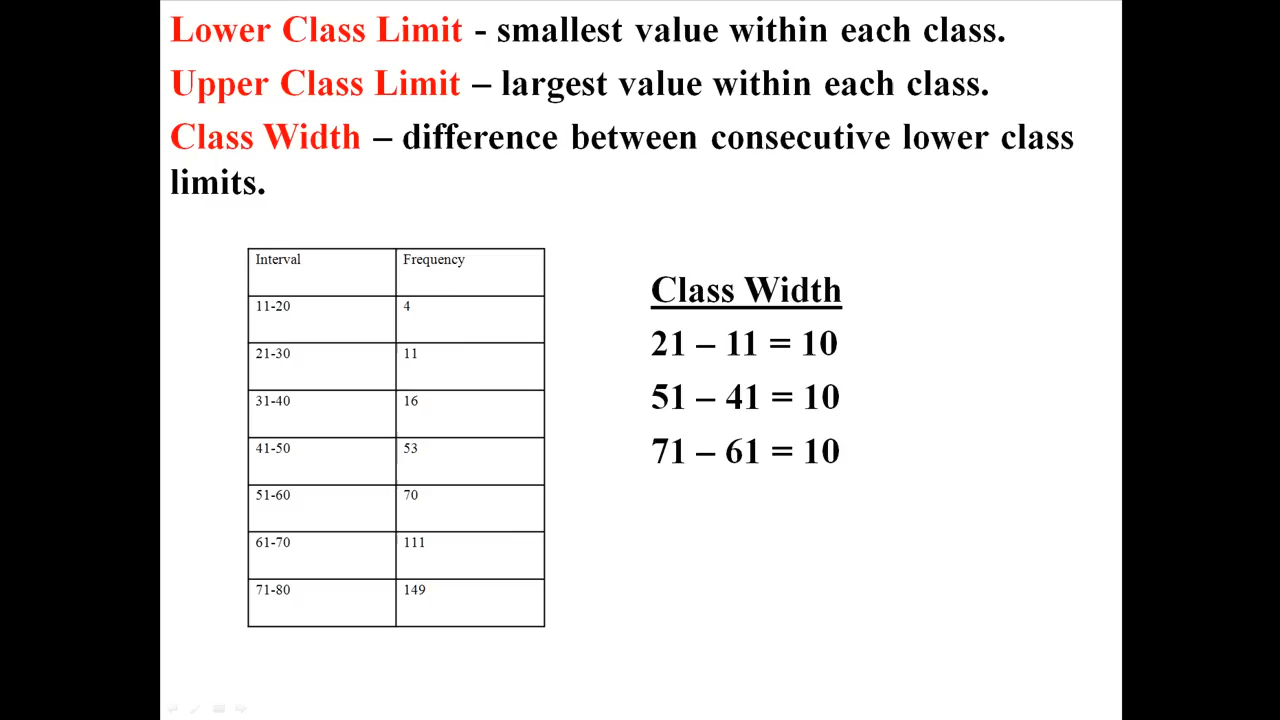 Lower Class Limit - smallest value within each class.
Upper Class Limit – largest value within each class.
Class Width – difference between consecutive lower class
limits.
Interval Frequency
11-20 4
21-30 11
31-40 16
41-50 53
51-60 70
61-70 111
71-80 149
Class Width
21 – 11 = 10
51 – 41 = 10
71 – 61 = 10